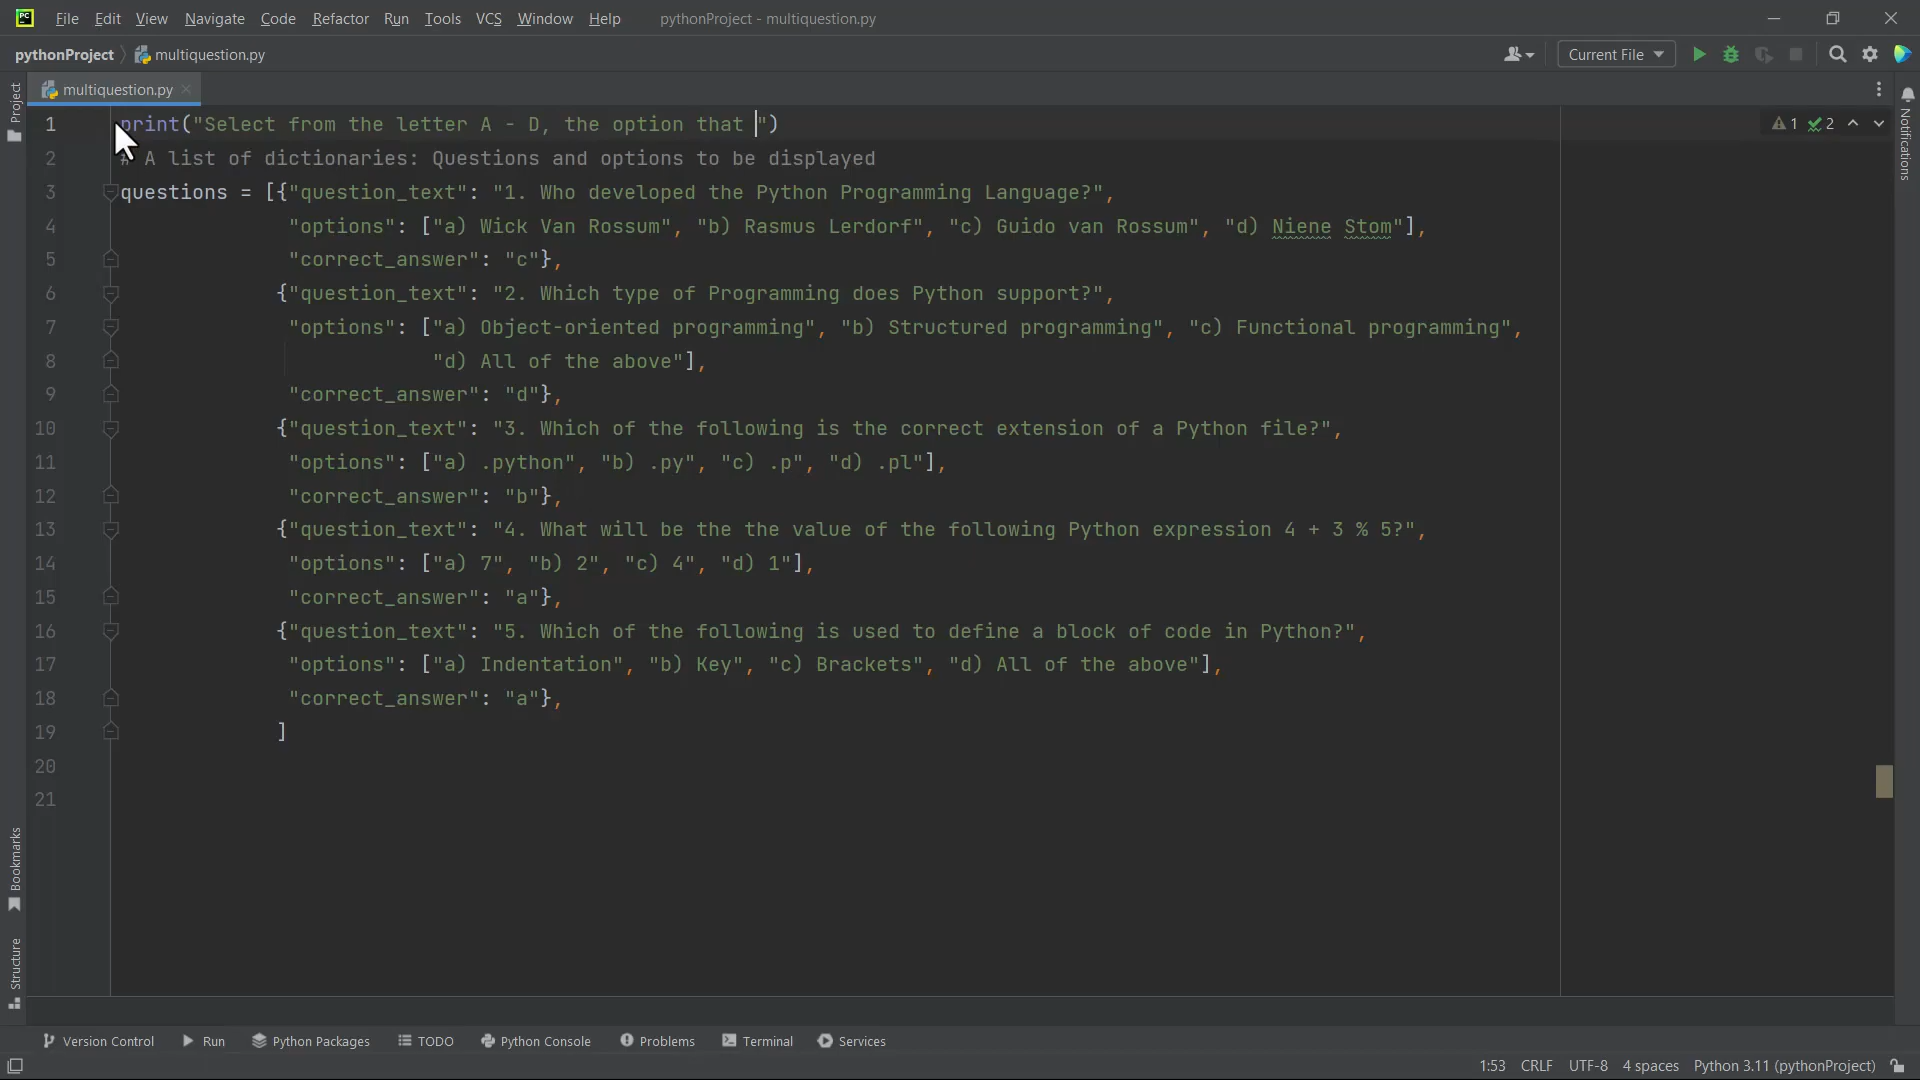 PC File Edit View Navigate Code Refactor Run Tools VCS Window Help pythonProject - multiquestion.py
pythonProject multiquestion.py Current File
Project multiquestion.py Notifications
1 print("Select from the letter A - D, the option that ") 1 2
2 # A list of dictionaries: Questions and options to be displayed
3 questions = [{"question_text": "1. Who developed the Python Programming Language?",
4 "options": ["a) Wick Van Rossum", "b) Rasmus Lerdorf", "c) Guido van Rossum", "d) Niene Stom"],
5 "correct_answer": "c"},
6 {"question_text": "2. Which type of Programming does Python support?",
7 "options": ["a) Object-oriented programming", "b) Structured programming", "c) Functional programming",
8 "d) All of the above"],
9 "correct_answer": "d"},
10 {"question_text": "3. Which of the following is the correct extension of a Python file?",
11 "options": ["a) .python", "b) .py", "c) .p", "d) .pl"],
12 "correct_answer": "b"},
13 {"question_text": "4. What will be the the value of the following Python expression 4 + 3 % 5?",
14 "options": ["a) 7", "b) 2", "c) 4", "d) 1"],
15 "correct_answer": "a"},
16 {"question_text": "5. Which of the following is used to define a block of code in Python?",
17 "options": ["a) Indentation", "b) Key", "c) Brackets", "d) All of the above"],
18 "correct_answer": "a"},
19 ]
20
21
Bookmarks
Structure
Version Control Run Python Packages TODO Python Console Problems Terminal Services
1:53 CRLF UTF-8 4 spaces Python 3.11 (pythonProject)